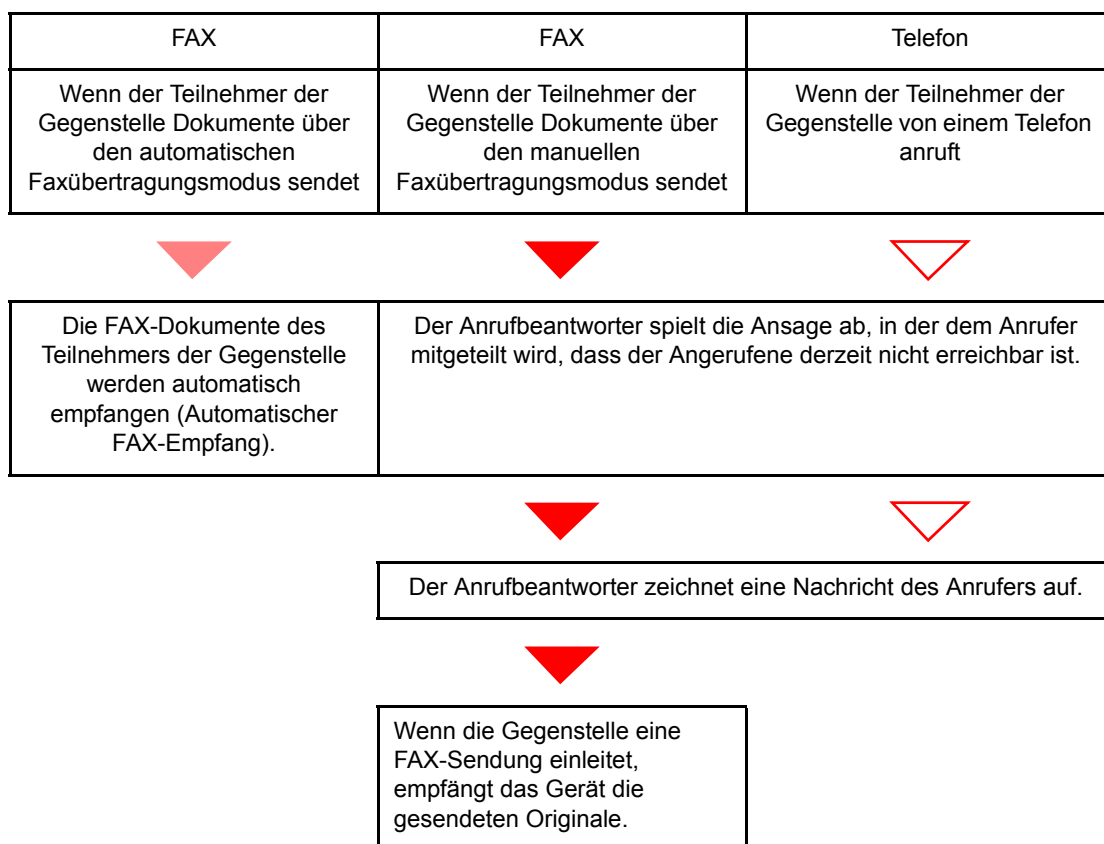 FAX
FAX
Telefon
Wenn der Teilnehmer der
Gegenstelle Dokumente über
den automatischen
Faxübertragungsmodus sendet
Wenn der Teilnehmer der
Gegenstelle Dokumente über
den manuellen
Faxübertragungsmodus sendet
Wenn der Teilnehmer der
Gegenstelle von einem Telefon
anruft
Die FAX-Dokumente des
Teilnehmers der Gegenstelle
werden automatisch
empfangen (Automatischer
FAX-Empfang).
Der Anrufbeantworter spielt die Ansage ab, in der dem Anrufer
mitgeteilt wird, dass der Angerufene derzeit nicht erreichbar ist.
Der Anrufbeantworter zeichnet eine Nachricht des Anrufers auf.
Wenn die Gegenstelle eine
FAX-Sendung einleitet,
empfängt das Gerät die
gesendeten Originale.